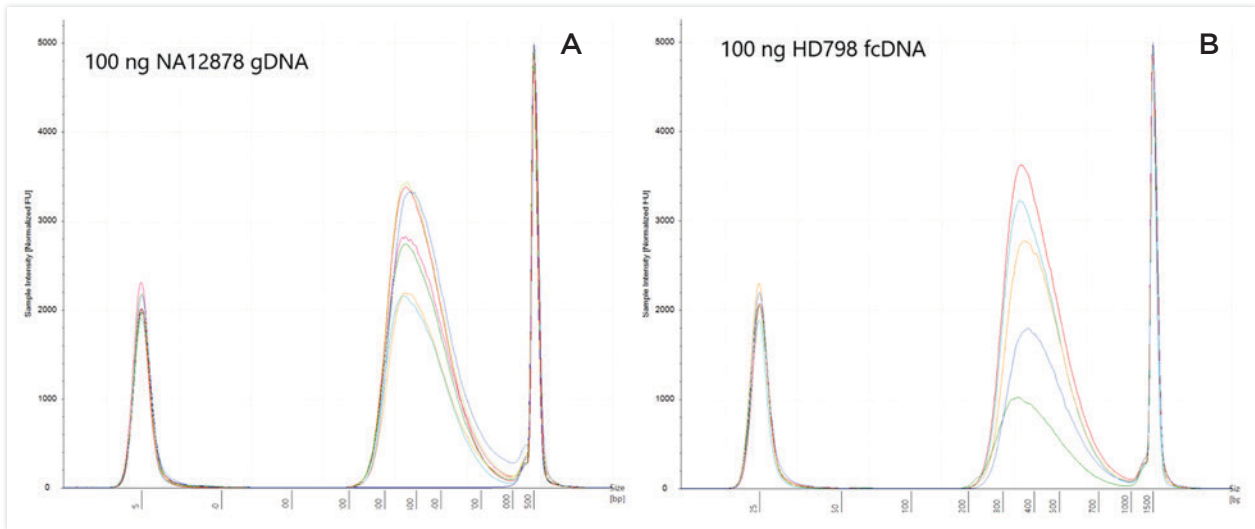 100 ng NA12878 gDNA
A
5000
4000
3000
2000
1000
0
Sample Intensity [Normalized FU]
Size
[bp]
100 ng HD798 fcDNA
B
5000
4000
3000
2000
1000
0
Sample Intensity [Normalized FU]
25
50
100
200
300
400
500
700
1000
1500
Size
[bp